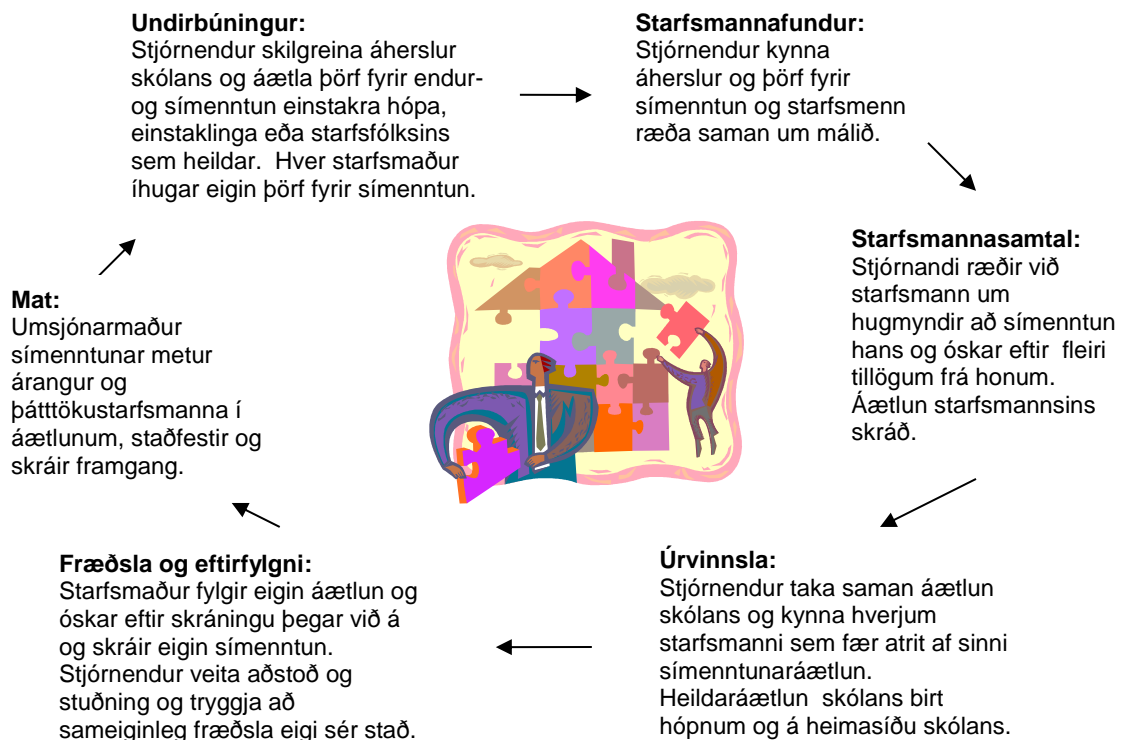 Undirbúningur:
Stjórnendur skilgreina áherslur
skólans og áætla þörf fyrir endur-
og símenntun einstakra hópa,
einstaklinga eða starfsfólksins
sem heildar.  Hver starfsmaður
íhugar eigin þörf fyrir símenntun.
Starfsmannafundur:
Stjórnendur kynna
áherslur og þörf fyrir
símenntun og starfsmenn
ræða saman um málið.
Starfsmannasamtal:
Stjórnandi ræðir við
starfsmann um
hugmyndir að símenntun
hans og óskar eftir  fleiri
tillögum frá honum.
Áætlun starfsmannsins
skráð.
Úrvinnsla:
Stjórnendur taka saman áætlun
skólans og kynna hverjum
starfsmanni sem fær atrit af sinni
símenntunaráætlun.
Heildaráætlun  skólans birt
hópnum og á heimasíðu skólans.
Fræðsla og eftirfylgni:
Starfsmaður fylgir eigin áætlun og
óskar eftir skráningu þegar við á
og skráir eigin símenntun.
Stjórnendur veita aðstoð og
stuðning og tryggja að
sameiginleg fræðsla eigi sér stað.
Mat:
Umsjónarmaður
símenntunar metur
árangur og
þátttökustarfsmanna í
áætlunum, staðfestir og
skráir framgang.